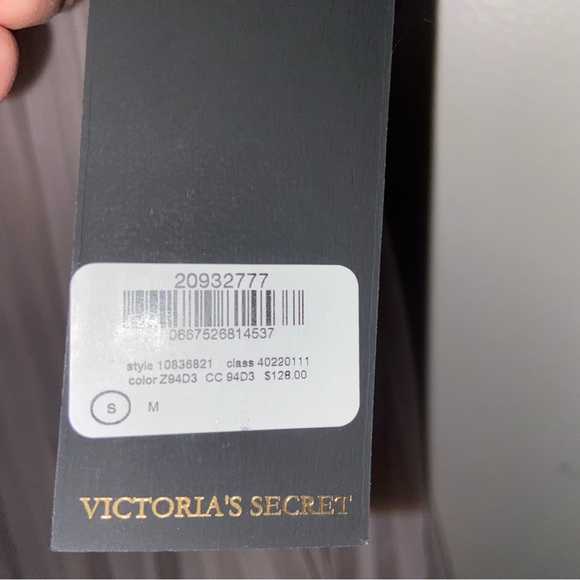 20932777
0667526814537
style 10836821 class 40220111
color Z94D3 CC 94D3 $128.00
S M
VICTORIA'S SECRET